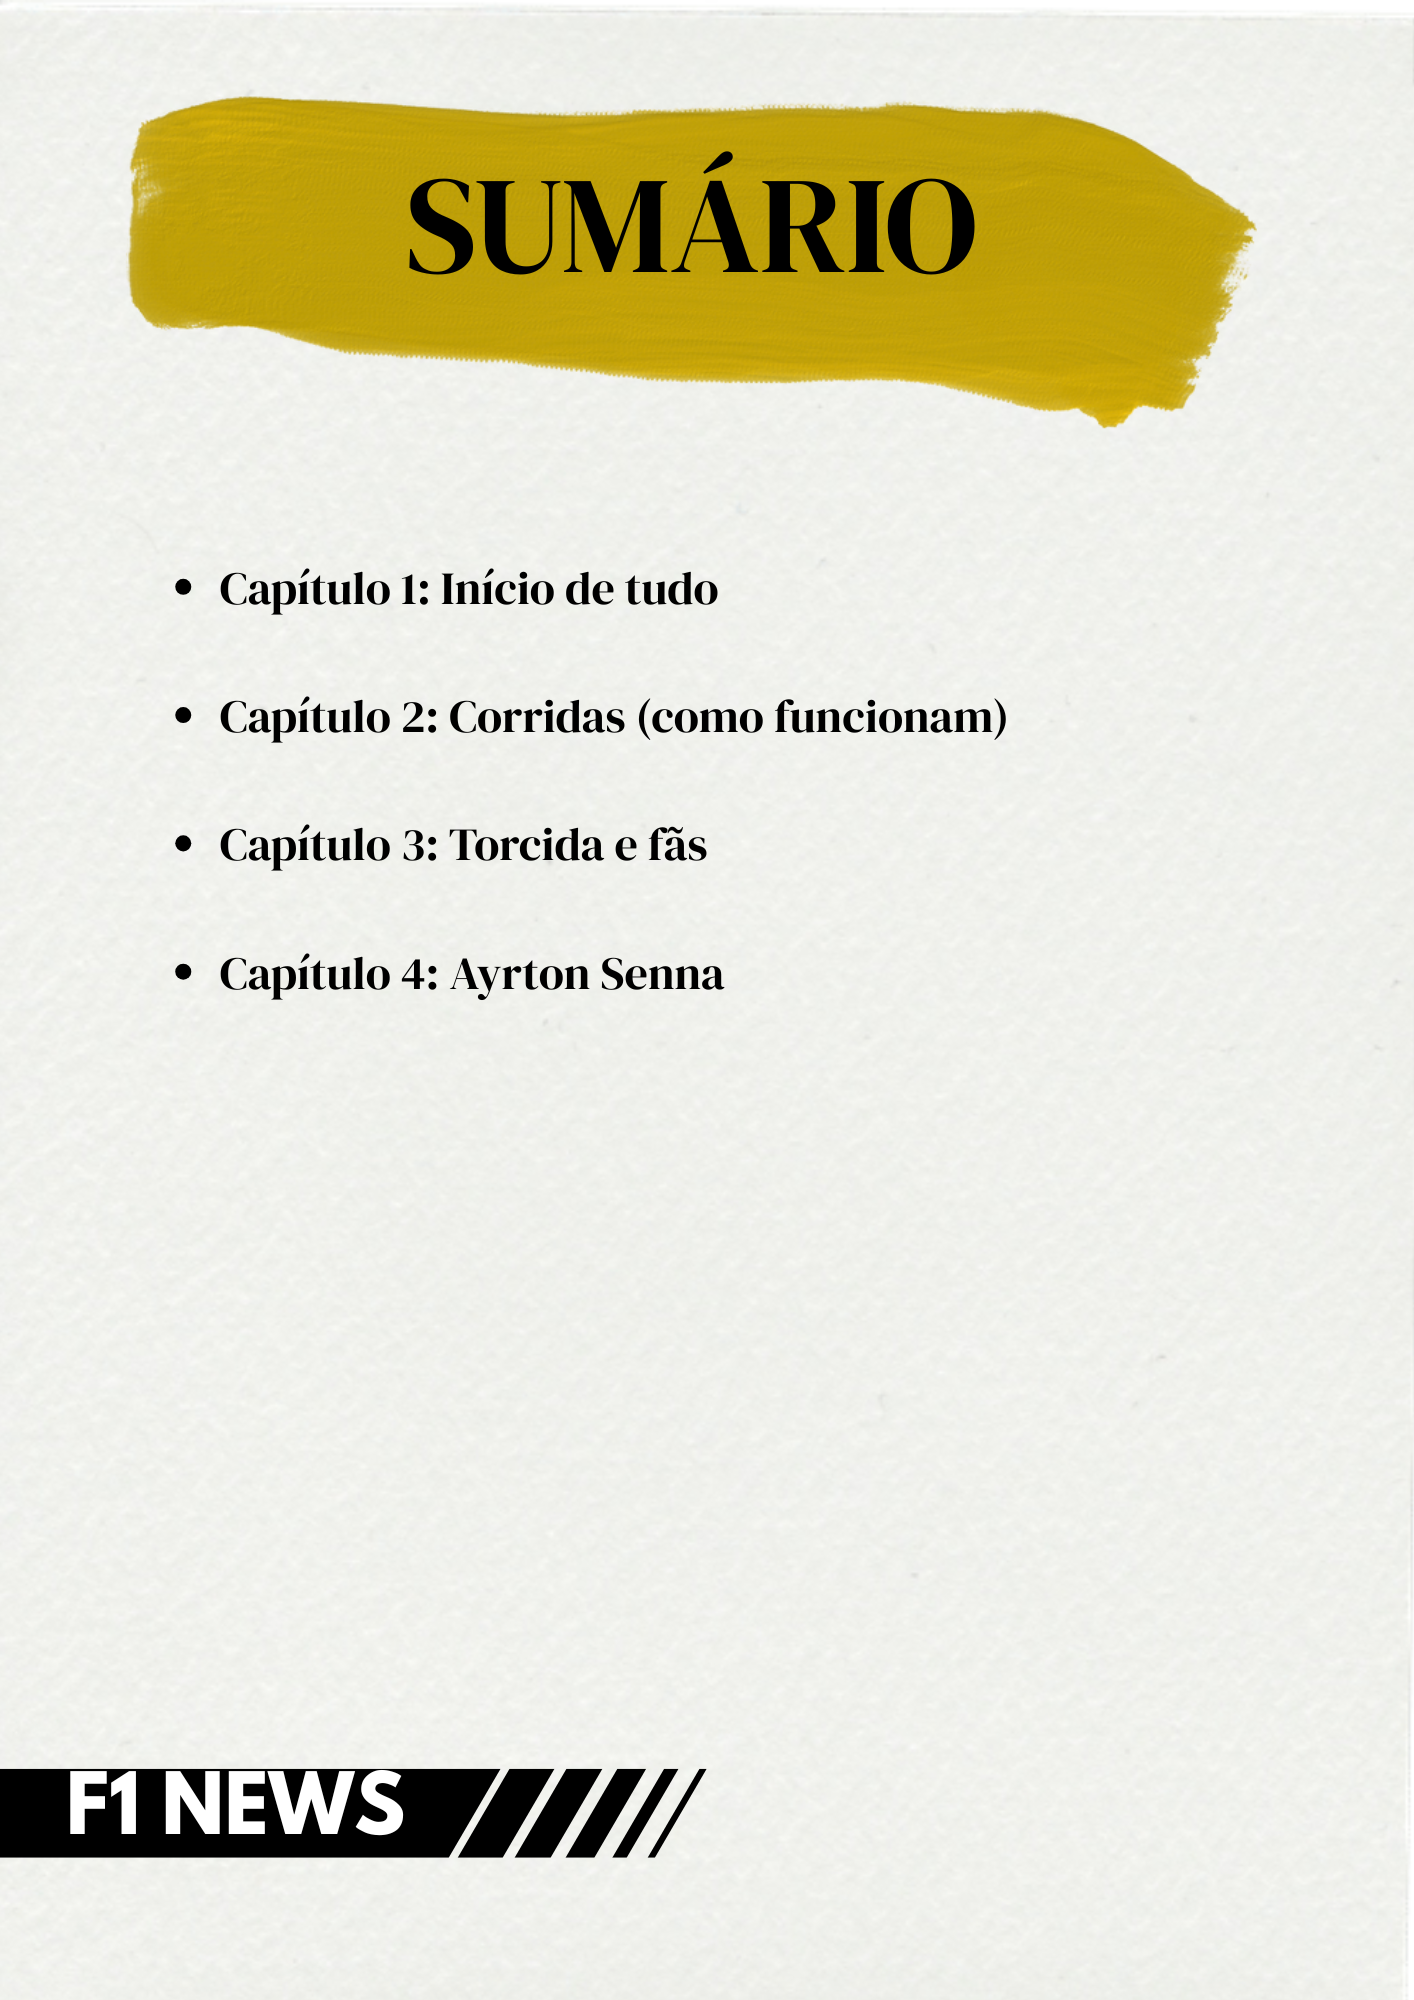 SUMÁRIO
• Capítulo 1: Início de tudo
• Capítulo 2: Corridas (como funcionam)
• Capítulo 3: Torcida e fãs
• Capítulo 4: Ayrton Senna
F1 NEWS